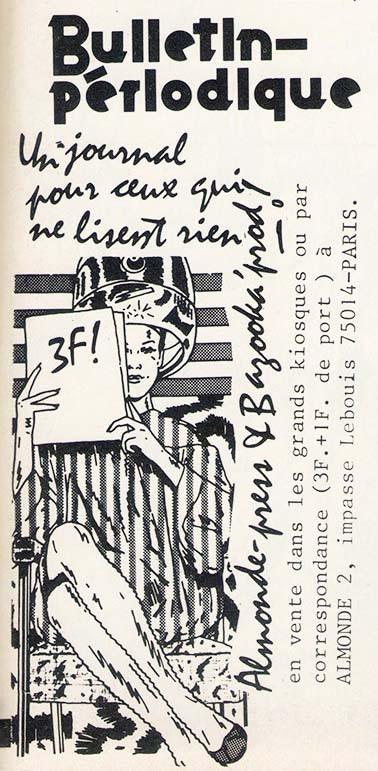 Bulletin-
périodique
Un journal
pour ceux qui
ne lisent rien!
3F!
Almonde-press & Bazooka prod!
en vente dans les grands kiosques ou par
correspondance (3F.+1F. de port ) à
ALMONDE 2, impasse Lebouis 75014-PARIS.